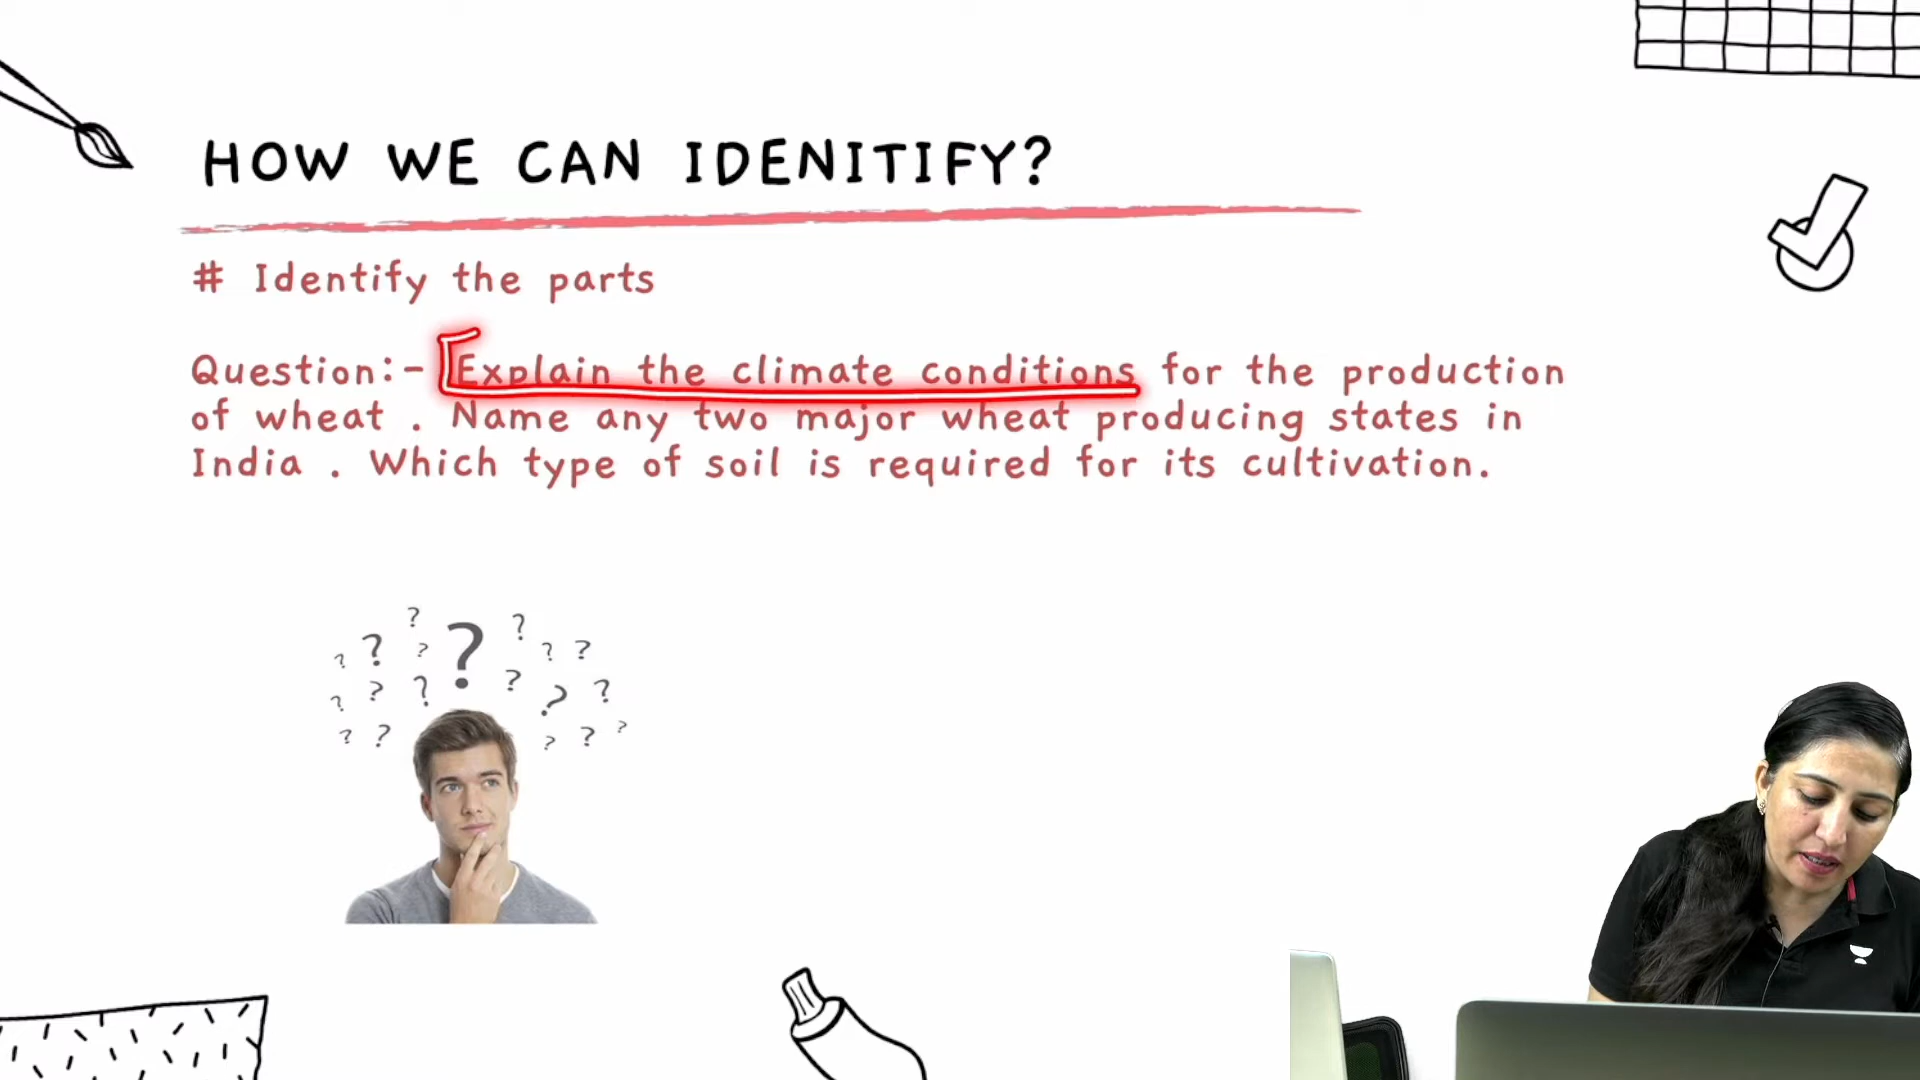 HOW WE CAN IDENITIFY?
# Identify the parts
Question:- Explain the climate conditions for the production
of wheat . Name any two major wheat producing states in
India . Which type of soil is required for its cultivation.